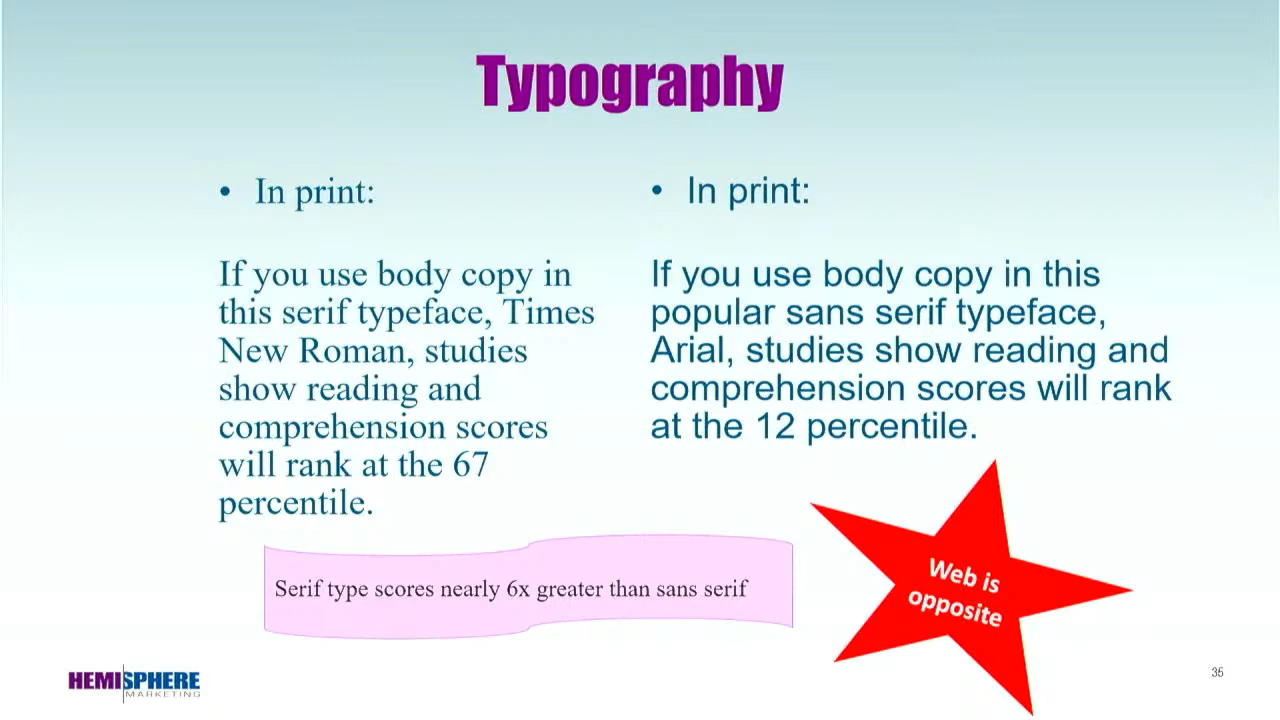 Typography
• In print:
If you use body copy in
this serif typeface, Times
New Roman, studies
show reading and
comprehension scores
will rank at the 67
percentile.
• In print:
If you use body copy in this
popular sans serif typeface,
Arial, studies show reading and
comprehension scores will rank
at the 12 percentile.
Serif type scores nearly 6x greater than sans serif
Web is
opposite
HEMISPHERE
MARKETING
35